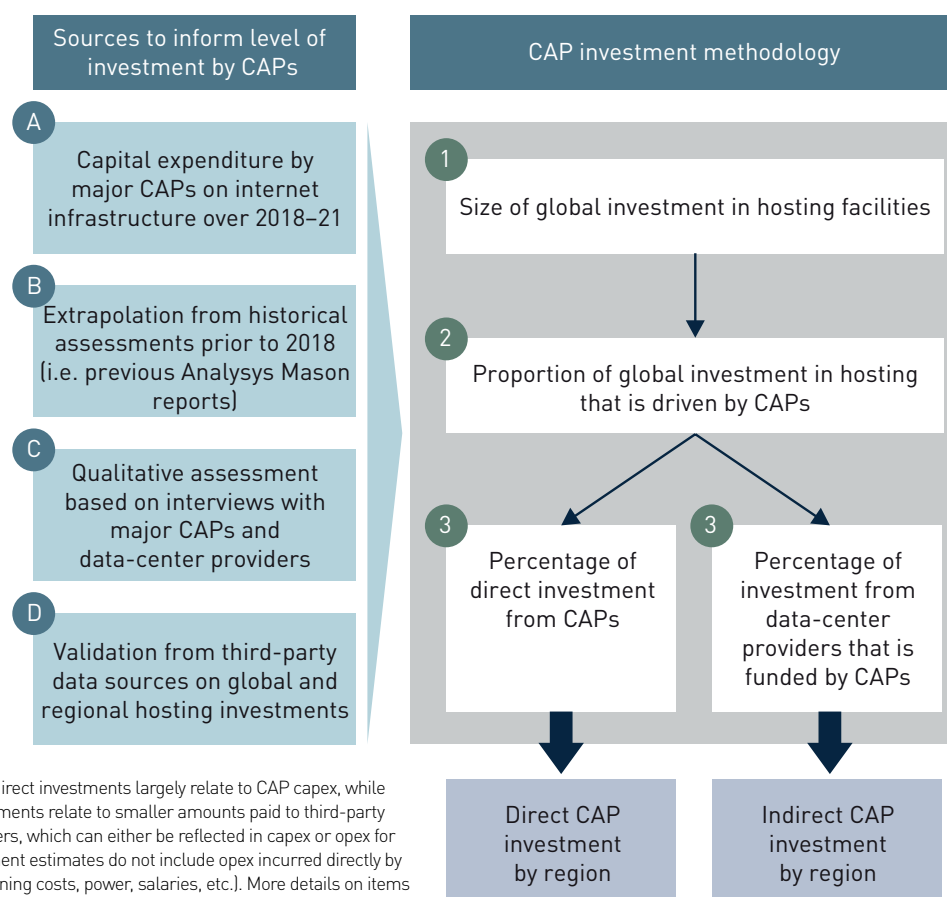 Sources to inform level of
investment by CAPs
A
Capital expenditure by
major CAPs on internet
infrastructure over 2018–21
B
Extrapolation from historical
assessments prior to 2018
(i.e. previous Analysys Mason
reports)
C
Qualitative assessment
based on interviews with
major CAPs and
data-center providers
D
Validation from third-party
data sources on global and
regional hosting investments
CAP investment methodology
1
Size of global investment in hosting facilities
2
Proportion of global investment in hosting
that is driven by CAPs
3
Percentage of
direct investment
from CAPs
3
Percentage of
investment from
data-center
providers that is
funded by CAPs
Direct CAP
investment
by region
Indirect CAP
investment
by region
investments largely relate to CAP capex, while
relate to smaller amounts paid to third-party
which can either be reflected in capex or opex for
estimates do not include opex incurred directly by
costs, power, salaries, etc.). More details on items